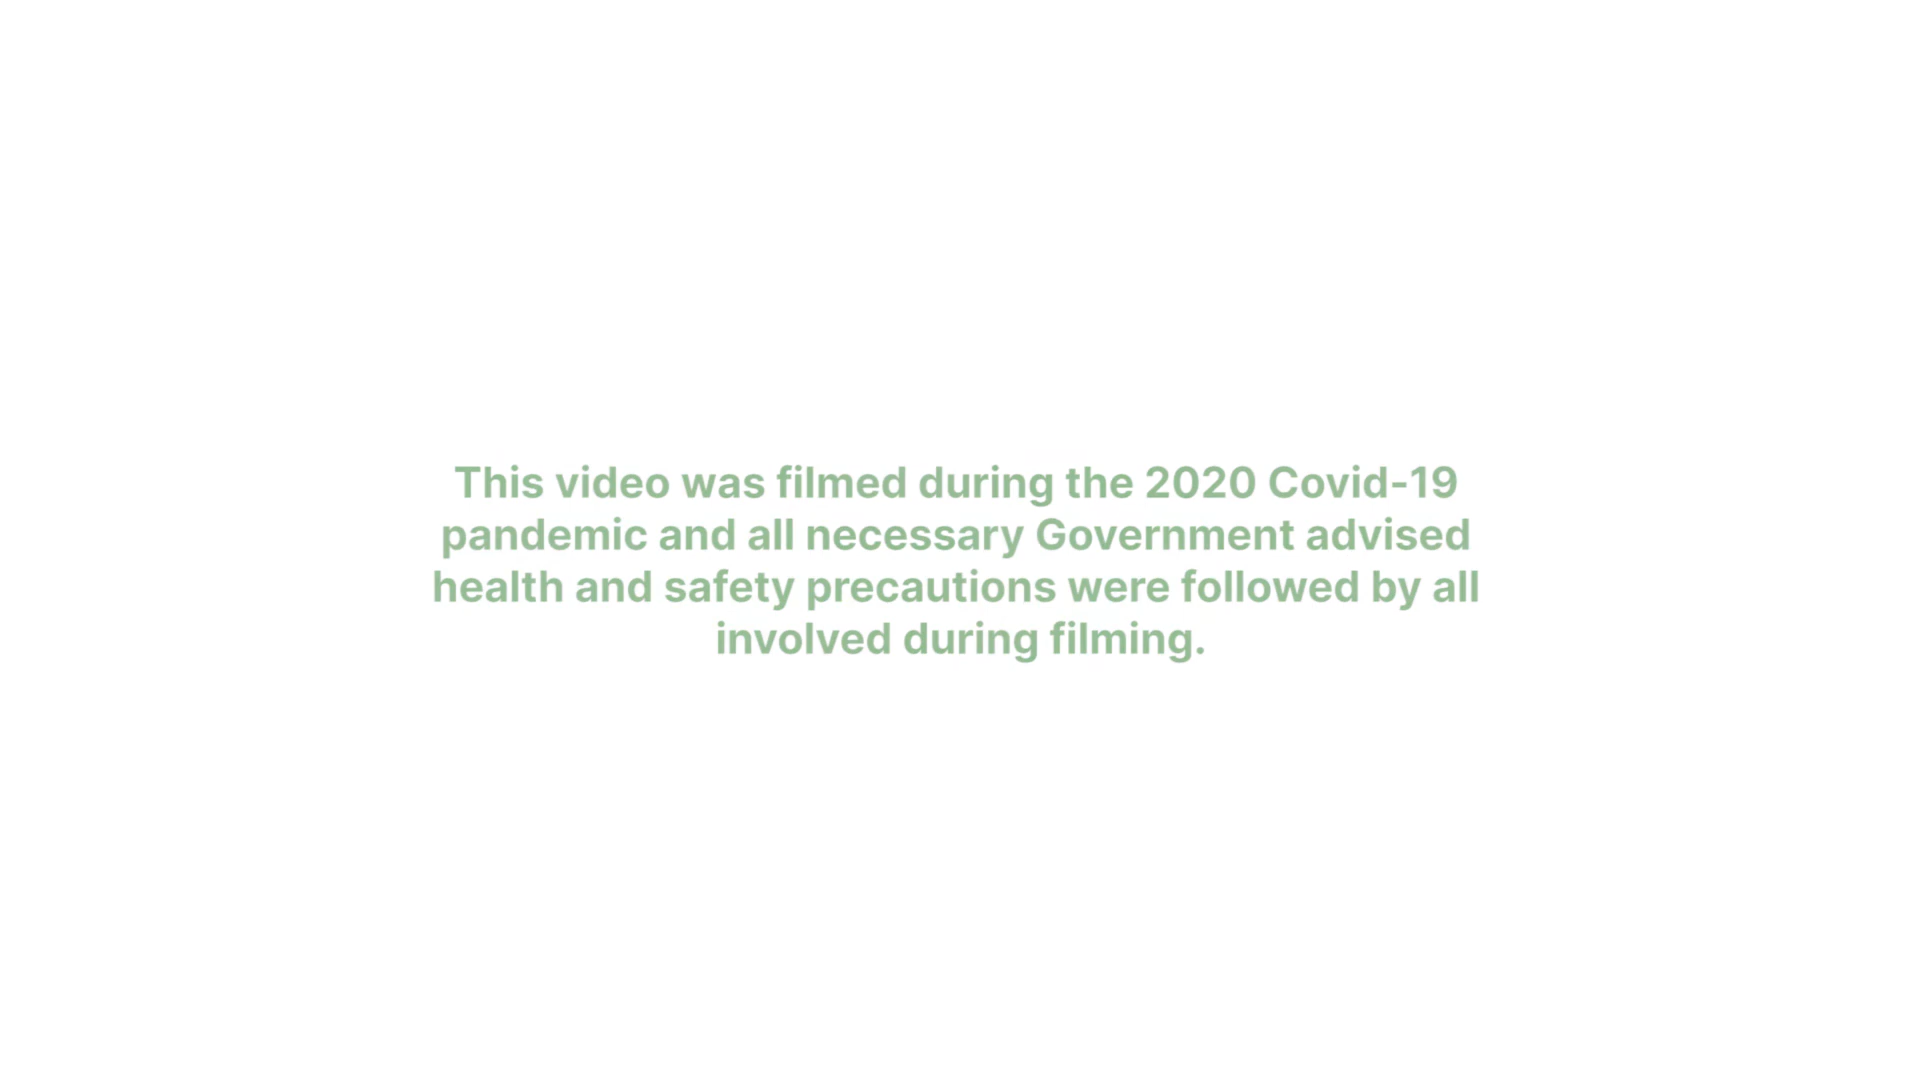 This video was filmed during the 2020 Covid-19
pandemic and all necessary Government advised
health and safety precautions were followed by all
involved during filming.